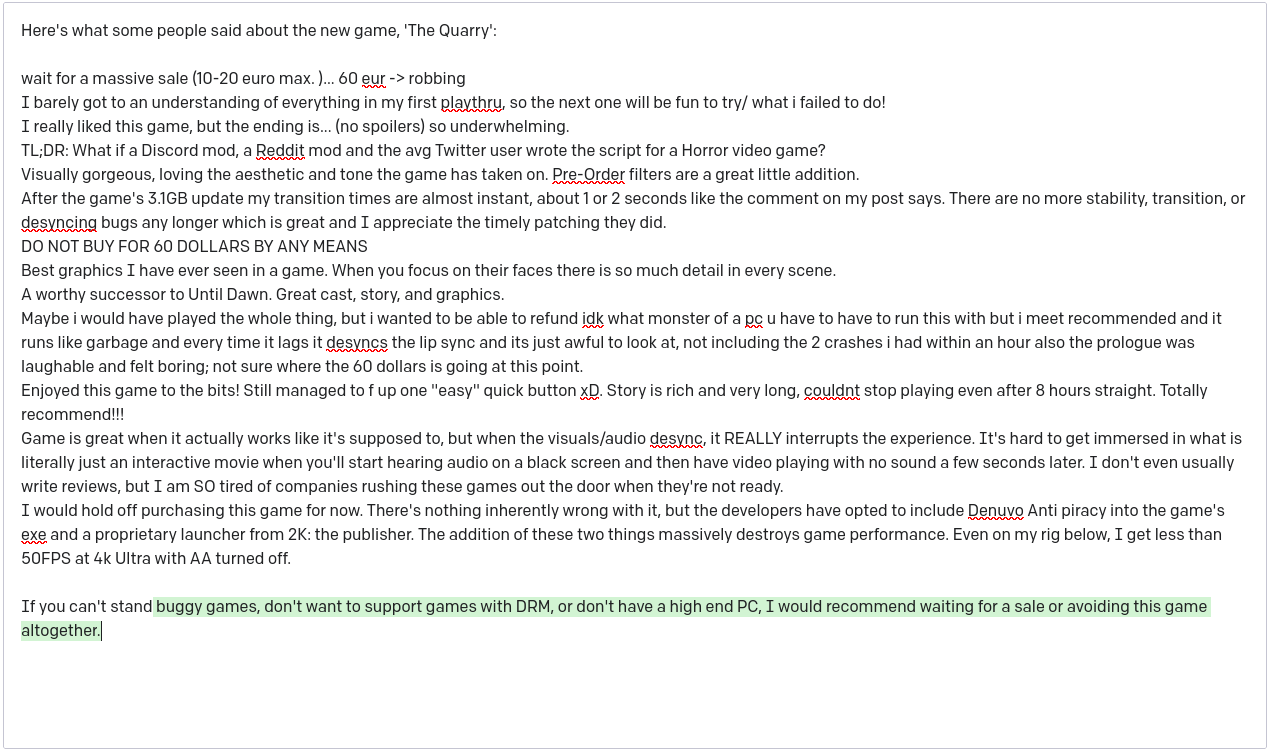 Here's what some people said about the new game, 'The Quarry':
wait for a massive sale (10-20 euro max. )... 60 eur -> robbing
I barely got to an understanding of everything in my first playthru, so the next one will be fun to try/ what i failed to do!
I really liked this game, but the ending is... (no spoilers) so underwhelming.
TL;DR: What if a Discord mod, a Reddit mod and the avg Twitter user wrote the script for a Horror video game?
Visually gorgeous, loving the aesthetic and tone the game has taken on. Pre-Order filters are a great little addition.
After the game's 3.1GB update my transition times are almost instant, about 1 or 2 seconds like the comment on my post says. There are no more stability, transition, or
desyncing bugs any longer which is great and I appreciate the timely patching they did.
DO NOT BUY FOR 60 DOLLARS BY ANY MEANS
Best graphics I have ever seen in a game. When you focus on their faces there is so much detail in every scene.
A worthy successor to Until Dawn. Great cast, story, and graphics.
Maybe i would have played the whole thing, but i wanted to be able to refund idk what monster of a pc u have to have to run this with but i meet recommended and it
runs like garbage and every time it lags it desyncs the lip sync and its just awful to look at, not including the 2 crashes i had within an hour also the prologue was
laughable and felt boring; not sure where the 60 dollars is going at this point.
Enjoyed this game to the bits! Still managed to f up one "easy" quick button xD. Story is rich and very long, couldnt stop playing even after 8 hours straight. Totally
recommend!!!
Game is great when it actually works like it's supposed to, but when the visuals/audio desync, it REALLY interrupts the experience. It's hard to get immersed in what is
literally just an interactive movie when you'll start hearing audio on a black screen and then have video playing with no sound a few seconds later. I don't even usually
write reviews, but I am SO tired of companies rushing these games out the door when they're not ready.
I would hold off purchasing this game for now. There's nothing inherently wrong with it, but the developers have opted to include Denuvo Anti piracy into the game's
exe and a proprietary launcher from 2K: the publisher. The addition of these two things massively destroys game performance. Even on my rig below, I get less than
50FPS at 4k Ultra with AA turned off.
If you can't stand buggy games, don't want to support games with DRM, or don't have a high end PC, I would recommend waiting for a sale or avoiding this game
altogether.